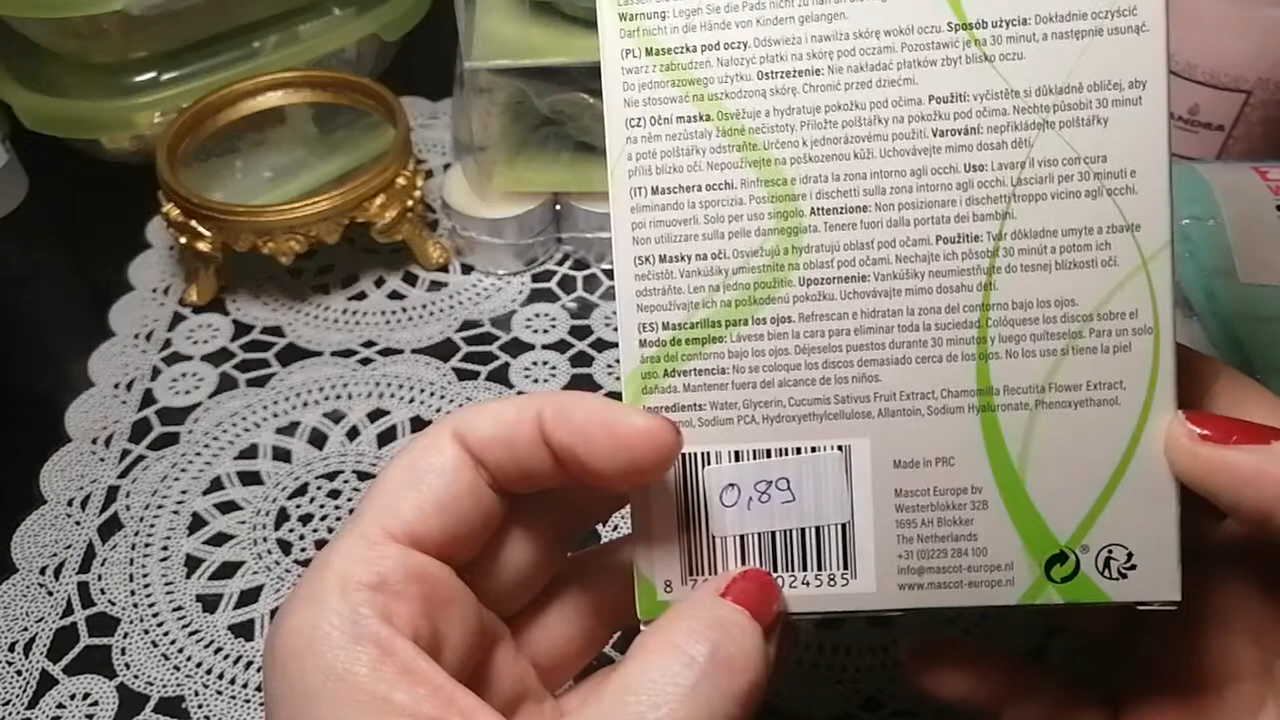 Warnung: Legen Sie die Pads nicht zu
Darf nicht in die Hände von Kindern gelangen.
(PL) Maseczka pod oczy. Odświeża i nawilża skórę wokół oczu. Sposób użycia: Dokładnie oczyścić
twarz z zabrudzeń. Nałożyć płatki na skórę pod oczami. Pozostawić je na 30 minut, a następnie usunąć.
Do jednorazowego użytku. Ostrzeżenie: Nie nakładać płatków zbyt blisko oczu.
Nie stosować na uszkodzoną skórę. Chronić przed dziećmi.
(CZ) Oční maska. Osvěžuje a hydratuje pokožku pod očima. Použití: vyčistěte si důkladně obličej, aby
na něm nezůstaly žádné nečistoty. Přiložte polštářky na pokožku pod očima. Nechte působit 30 minut
a poté polštářky odstraňte. Určeno k jednorázovému použití. Varování: nepřikládejte polštářky
příliš blízko očí. Nepoužívejte na poškozenou kůži. Uchovávejte mimo dosah dětí.
(IT) Maschera occhi. Rinfresca e idrata la zona intorno agli occhi. Uso: Lavare il viso con cura
eliminando la sporcizia. Posizionare i dischetti sulla zona intorno agli occhi. Lasciarli per 30 minuti e
poi rimuoverli. Solo per uso singolo. Attenzione: Non posizionare i dischetti troppo vicino agli occhi.
Non utilizzare sulla pelle danneggiata. Tenere fuori dalla portata dei bambini.
(SK) Masky na oči. Osviežujú a hydratujú oblasť pod očami. Použitie: Tvár dôkladne umyte a zbavte
nečistôt. Vankúšiky umiestnite na oblasť pod očami. Nechajte ich pôsobiť 30 minút a potom ich
odstráňte. Len na jedno použitie. Upozornenie: Vankúšiky neumiestňujte do tesnej blízkosti očí.
Nepoužívajte ich na poškodenú pokožku. Uchovávajte mimo dosahu detí.
(ES) Mascarillas para los ojos. Refrescan e hidratan la zona del contorno bajo los ojos.
Modo de empleo: Lávese bien la cara para eliminar toda la suciedad. Colóquese los discos sobre el
área del contorno bajo los ojos. Déjeselos puestos durante 30 minutos y luego quíteselos. Para un solo
uso. Advertencia: No se coloque los discos demasiado cerca de los ojos. No los use si tiene la piel
dañada. Mantener fuera del alcance de los niños.
Ingredients: Water, Glycerin, Cucumis Sativus Fruit Extract, Chamomilla Recutita Flower Extract,
Sodium PCA, Hydroxyethylcellulose, Allantoin, Sodium Hyaluronate, Phenoxyethanol.
0,89
8 024585
Made in PRC
Mascot Europe bv
Westerblokker 32B
1695 AH Blokker
The Netherlands
+31 (0)229 284 100
info@mascot-europe.nl
www.mascot-europe.nl